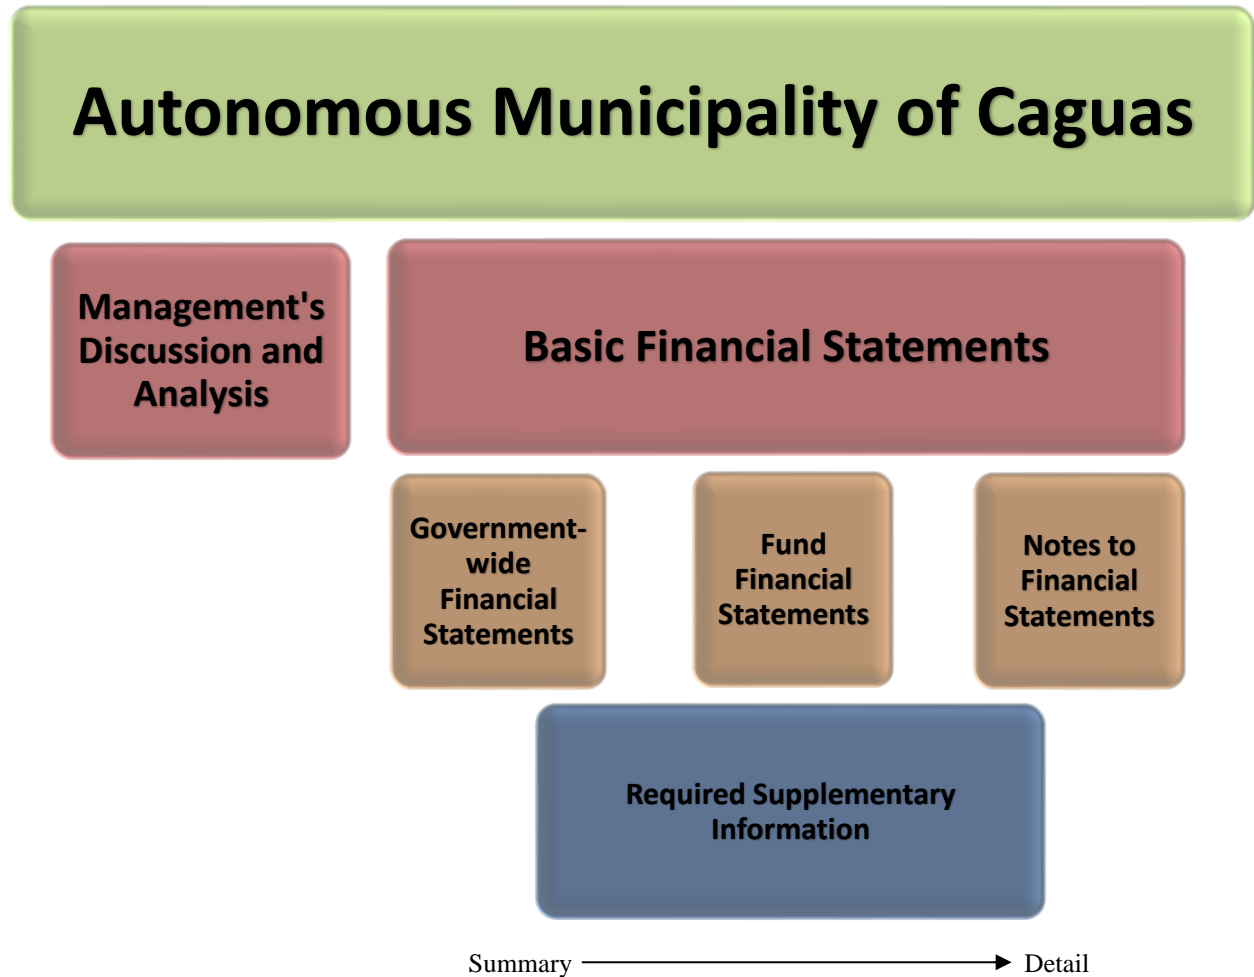 Autonomous Municipality of Caguas
Management's
Discussion and
Analysis
Basic Financial Statements
Government-
wide
Financial
Statements
Fund
Financial
Statements
Notes to
Financial
Statements
Required Supplementary
Information
Summary
Detail